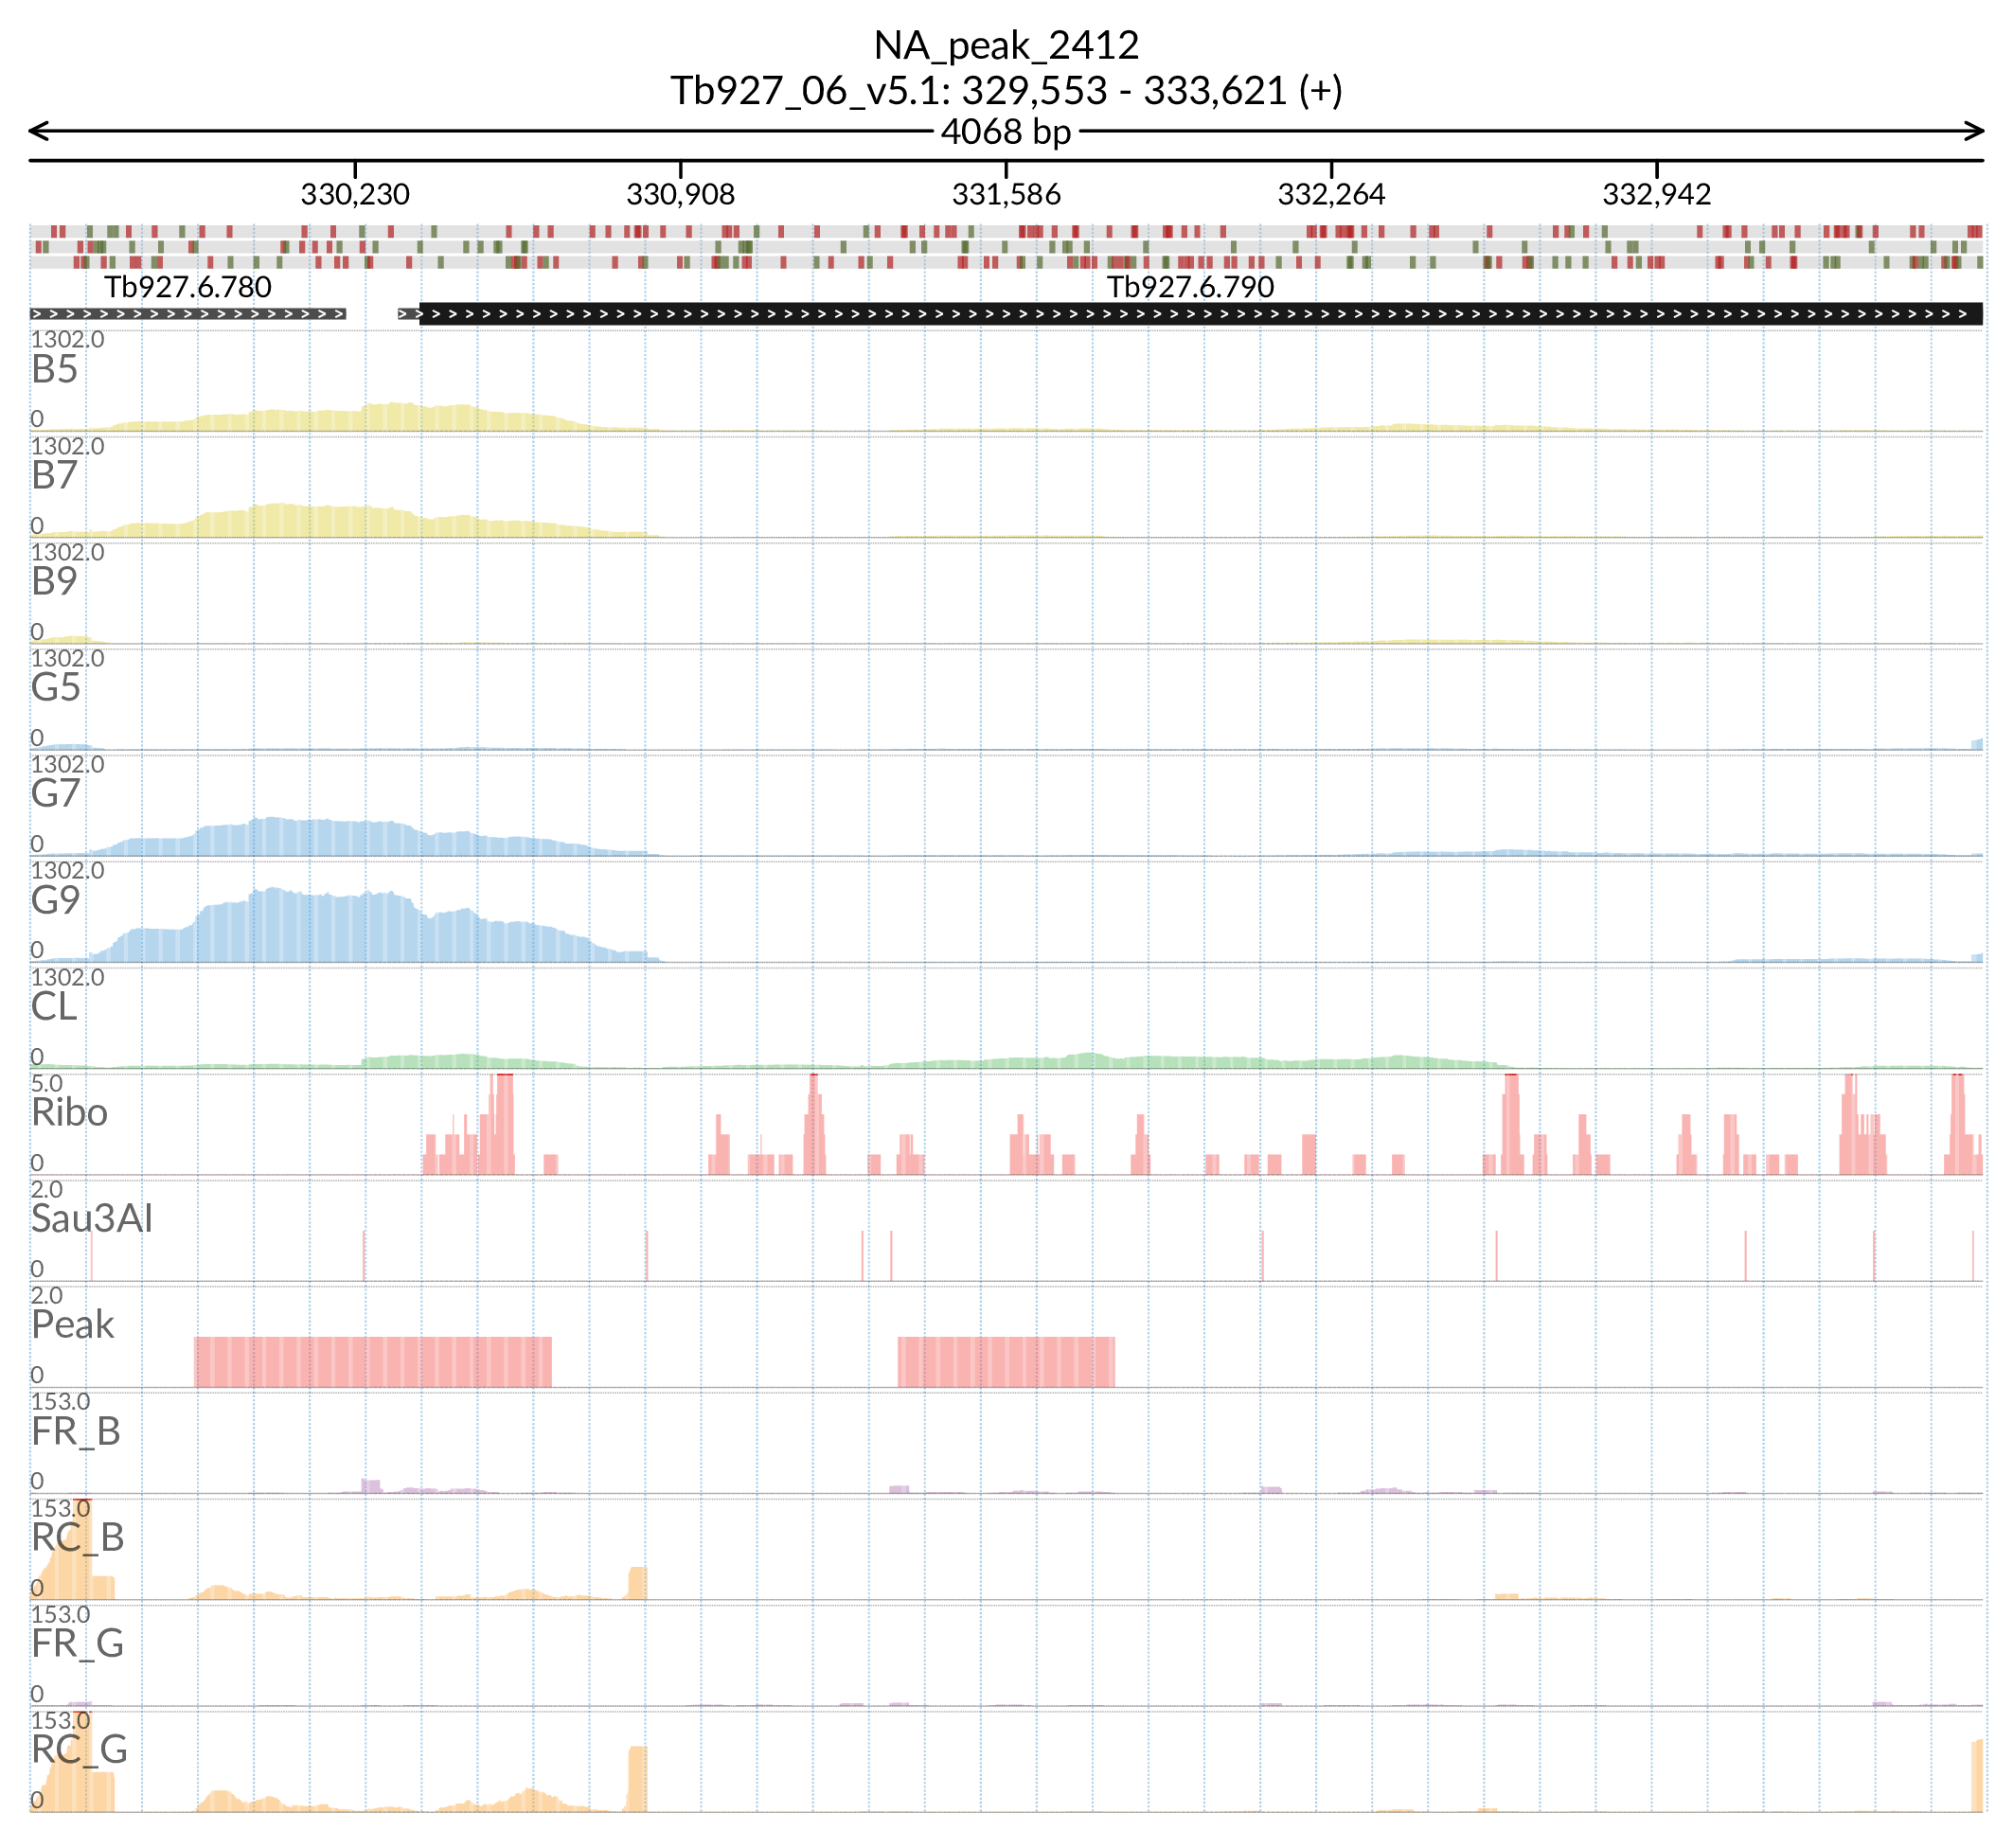 NA_peak_2412
Tb927_06_v5.1: 329,553 - 333,621 (+)
4068 bp
330,230 330,908 331,586 332,264 332,942
Tb927.6.780 Tb927.6.790
1302.0
B5
0
1302.0
B7
0
1302.0
B9
0
1302.0
G5
0
1302.0
G7
0
1302.0
G9
0
1302.0
CL
0
5.0
Ribo
0
2.0
Sau3AI
0
2.0
Peak
0
153.0
FR_B
0
153.0
RC_B
0
153.0
FR_G
0
153.0
RC_G
0